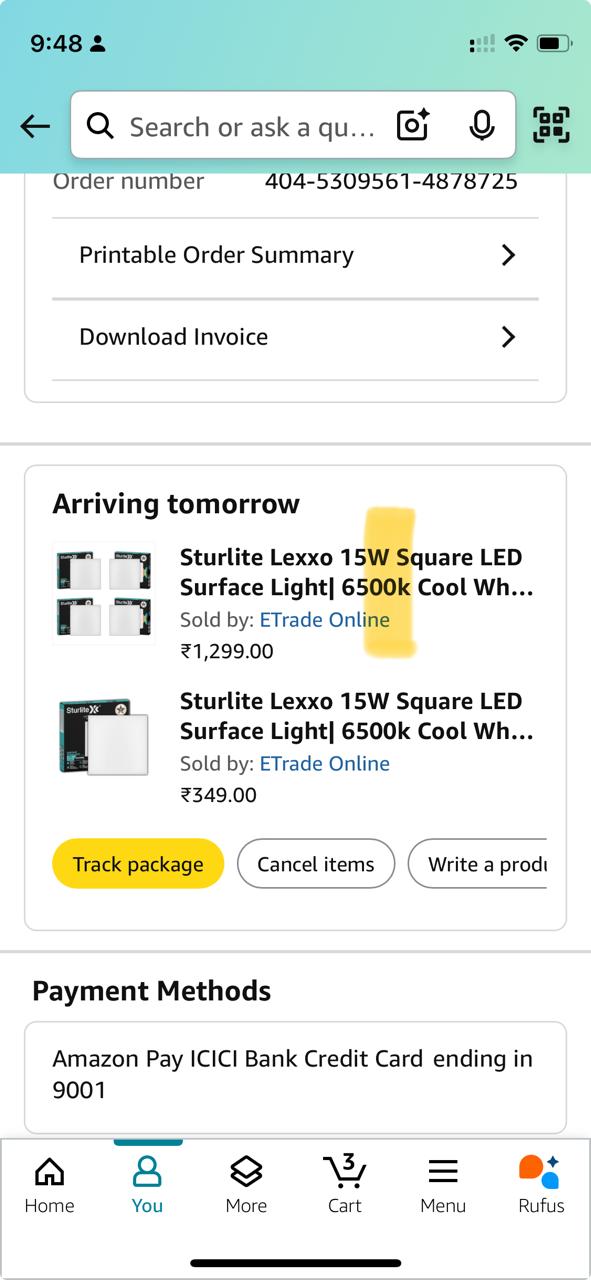 9:48
Search or ask a qu...
Order number 404-5309561-4878725
Printable Order Summary
Download Invoice
Arriving tomorrow
Sturlite Lexxo 15W Square LED
Surface Light| 6500k Cool Wh...
Sold by: ETrade Online
₹1,299.00
Sturlite
Sturlite Lexxo 15W Square LED
Surface Light| 6500k Cool Wh...
Sold by: ETrade Online
₹349.00
Track package Cancel items Write a produ
Payment Methods
Amazon Pay ICICI Bank Credit Card ending in
9001
3
Home You More Cart Menu Rufus